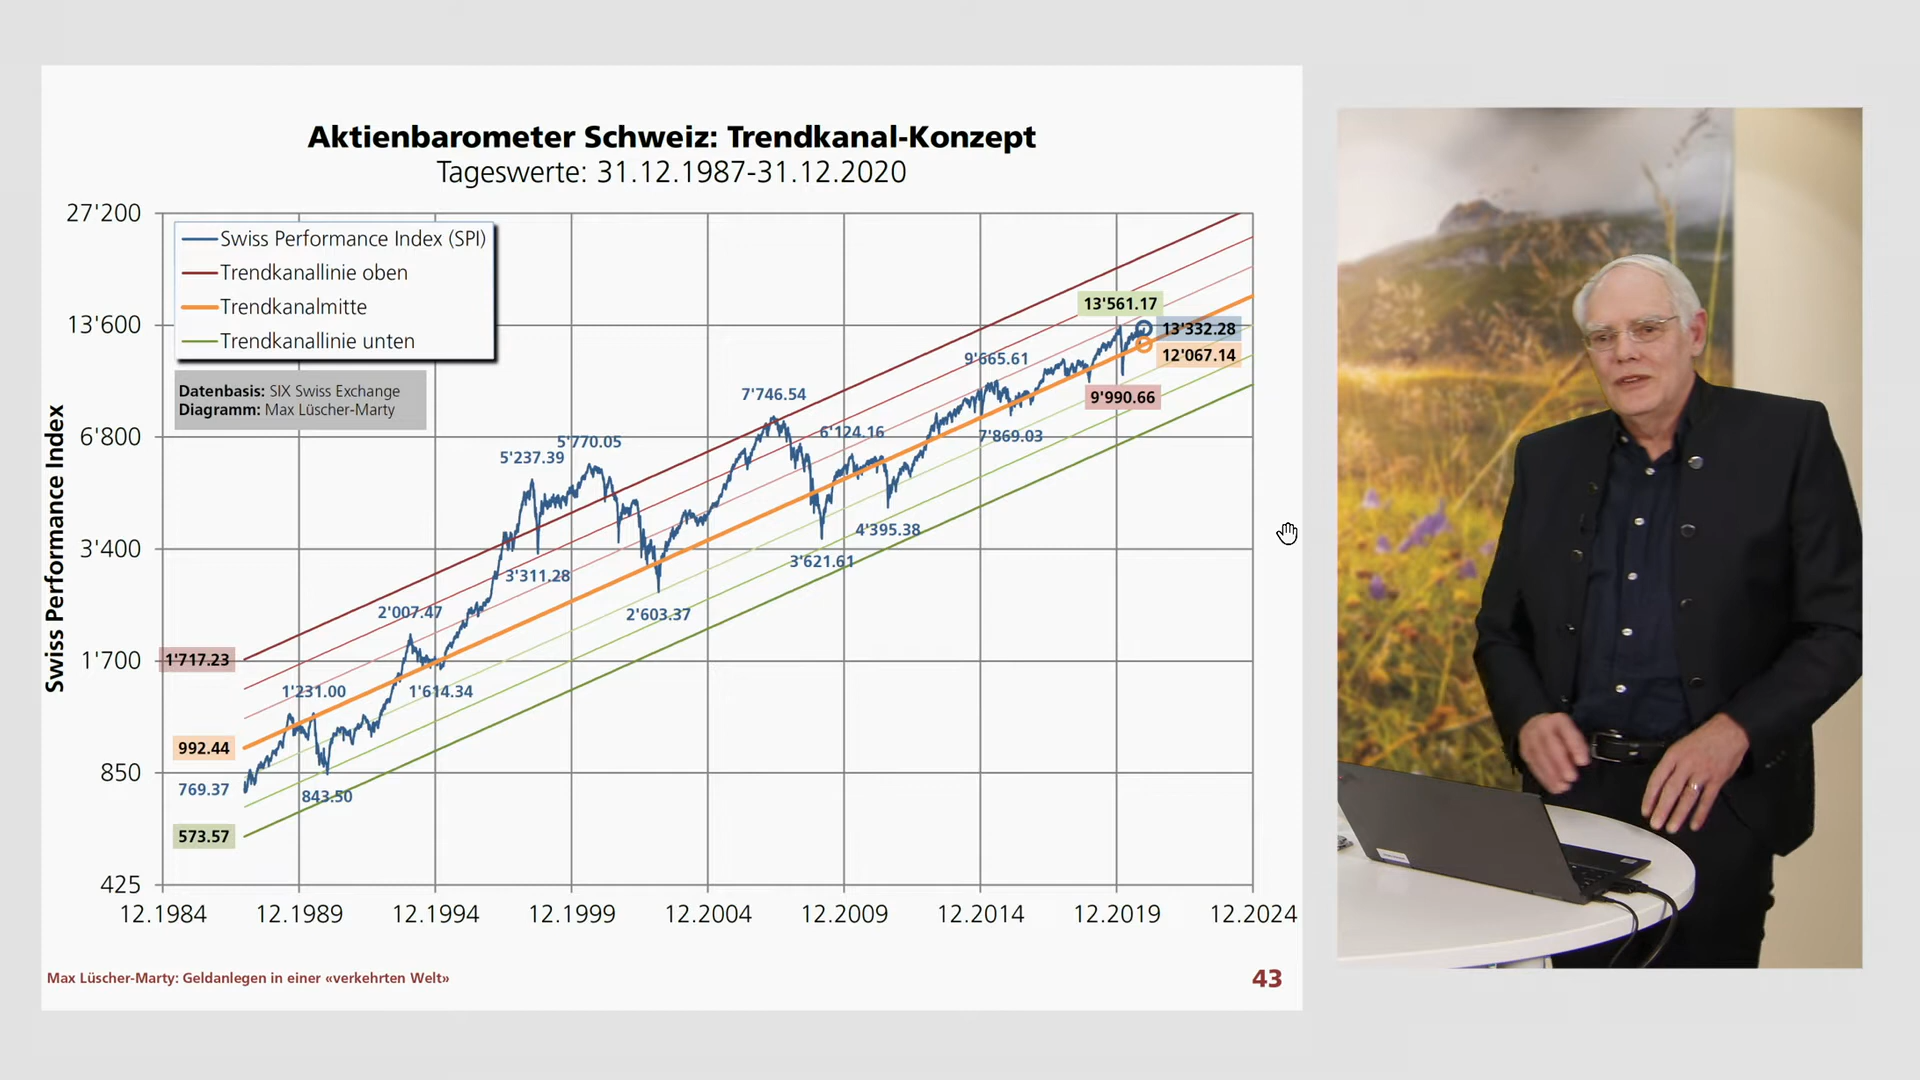 Aktienbarometer Schweiz: Trendkanal-Konzept
Tageswerte: 31.12.1987-31.12.2020
27'200
13'600
6'800
3'400
1'700
850
425
Swiss Performance Index
Swiss Performance Index (SPI)
Trendkanallinie oben
Trendkanalmitte
Trendkanallinie unten
Datenbasis: SIX Swiss Exchange
Diagramm: Max Lüscher-Marty
13'561.17
13'332.28
12'067.14
9'990.66
9'665.61
7'869.03
7'746.54
6'124.16
4'395.38
3'621.61
5'770.05
5'237.39
3'311.28
2'603.37
2'007.47
1'614.34
1'231.00
843.50
1'717.23
992.44
769.37
573.57
12.1984 12.1989 12.1994 12.1999 12.2004 12.2009 12.2014 12.2019 12.2024
Max Lüscher-Marty: Geldanlegen in einer «verkehrten Welt»
43